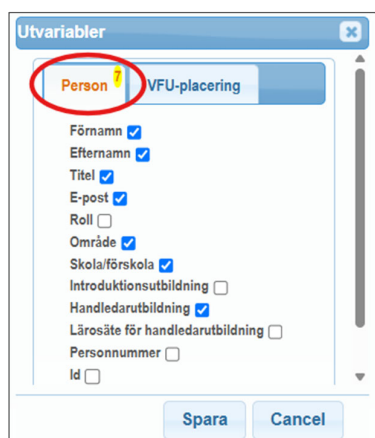 Utvariabler
Person 7 VFU-placering
Förnamn
Efternamn
Titel
E-post
Roll
Område
Skola/förskola
Introduktionsutbildning
Handledarutbildning
Lärosäte för handledarutbildning
Personnummer
Id
Spara Cancel